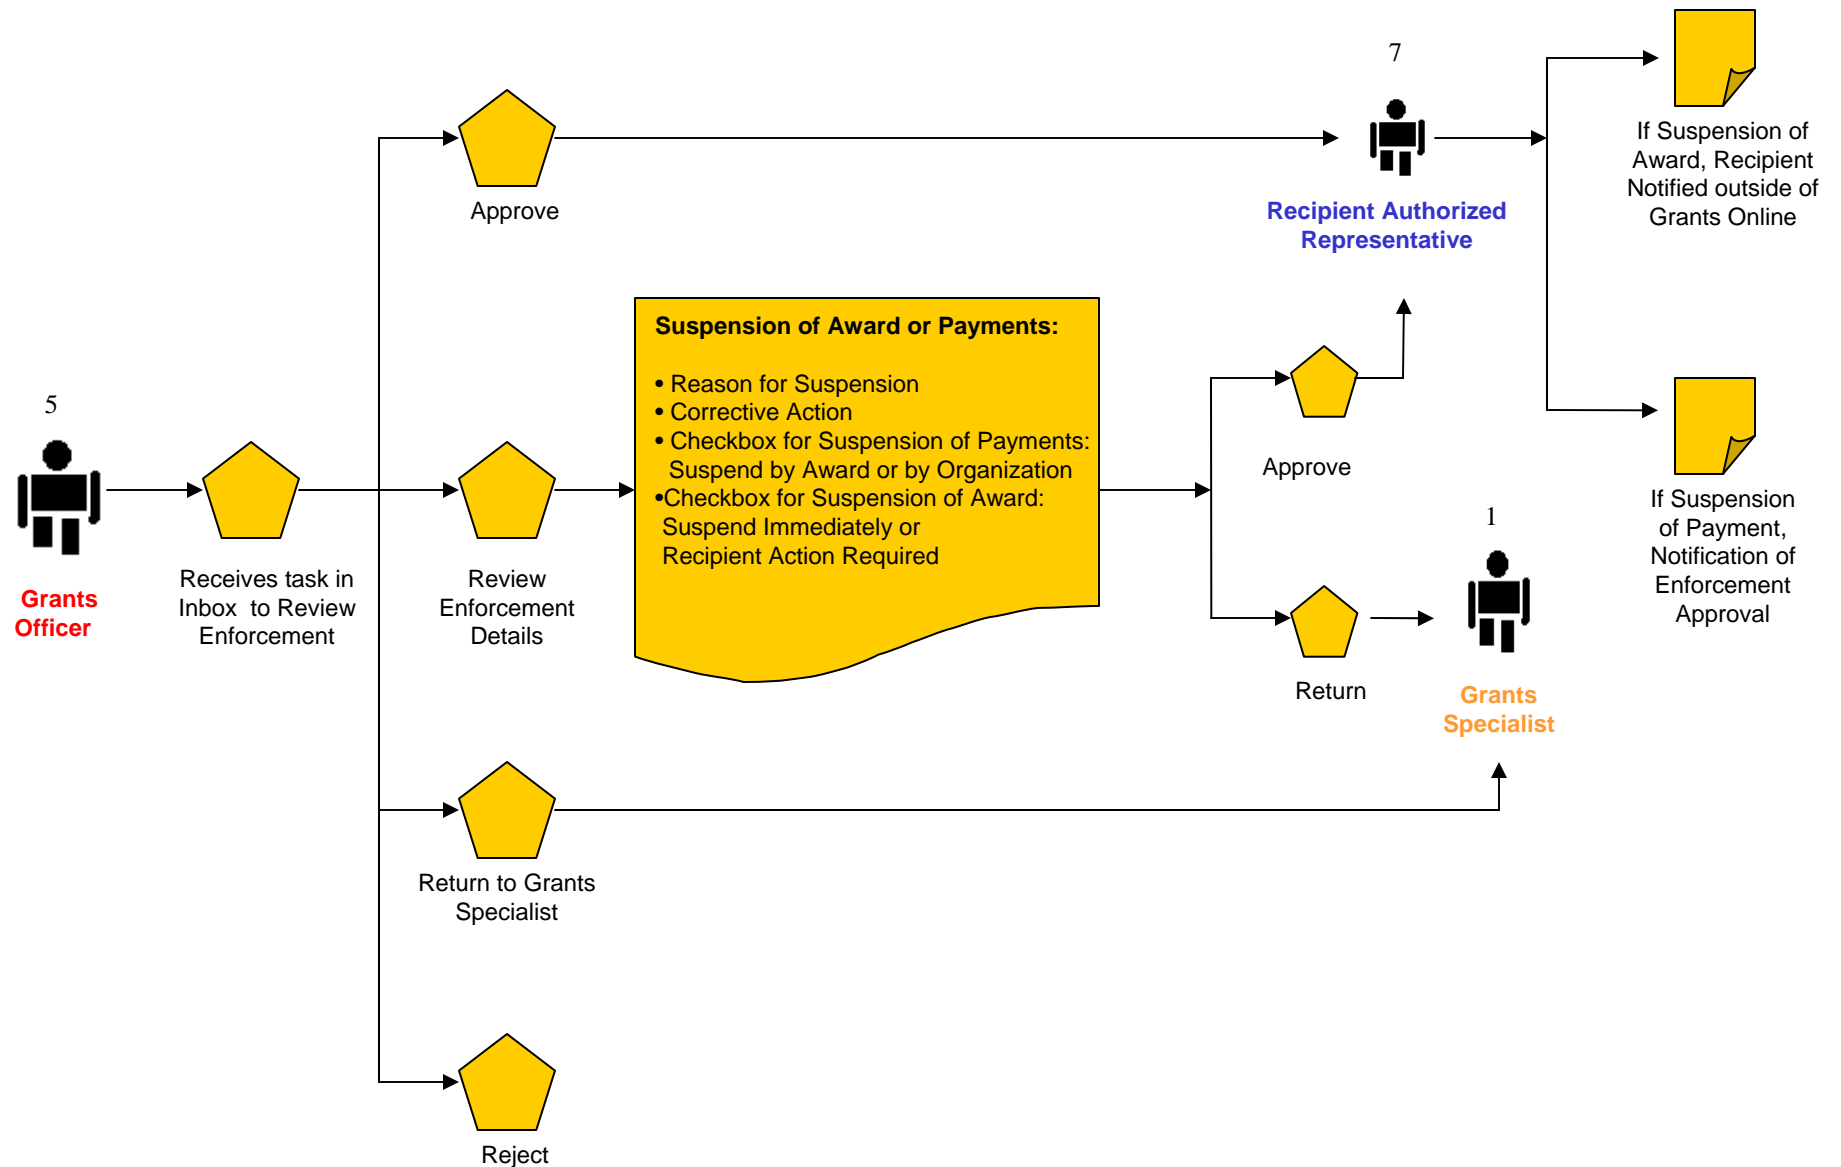 7
If Suspension of
Award, Recipient
Notified outside of
Grants Online
Approve
Recipient Authorized
Representative
Suspension of Award or Payments:
• Reason for Suspension
• Corrective Action
• Checkbox for Suspension of Payments:
Suspend by Award or by Organization
•Checkbox for Suspension of Award:
Suspend Immediately or
Recipient Action Required
5
Grants
Officer
Receives task in
Inbox to Review
Enforcement
Review
Enforcement
Details
Approve
1
Return
Grants
Specialist
If Suspension
of Payment,
Notification of
Enforcement
Approval
Return to Grants
Specialist
Reject